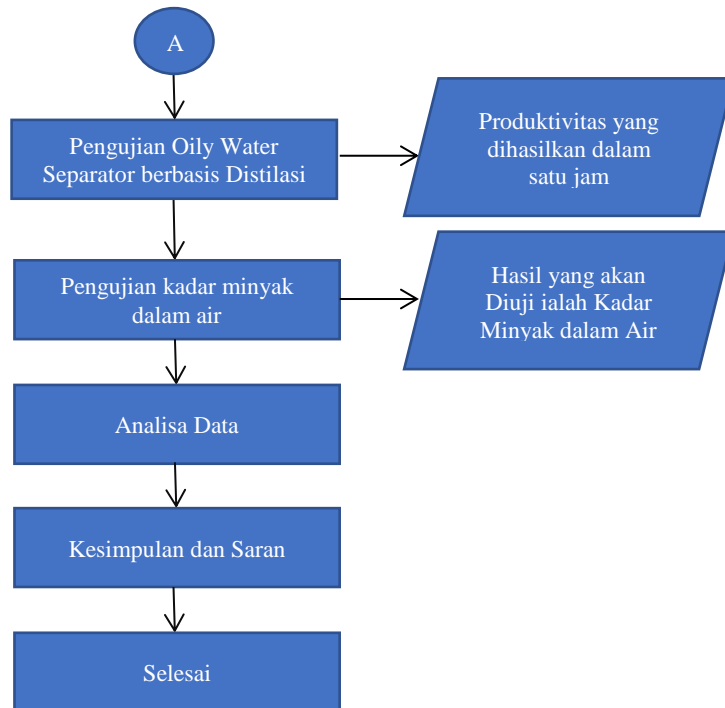 A
Pengujian Oily Water
Separator berbasis Distilasi
Produktivitas yang
dihasilkan dalam
satu jam
Pengujian kadar minyak
dalam air
Hasil yang akan
Diuji ialah Kadar
Minyak dalam Air
Analisa Data
Kesimpulan dan Saran
Selesai